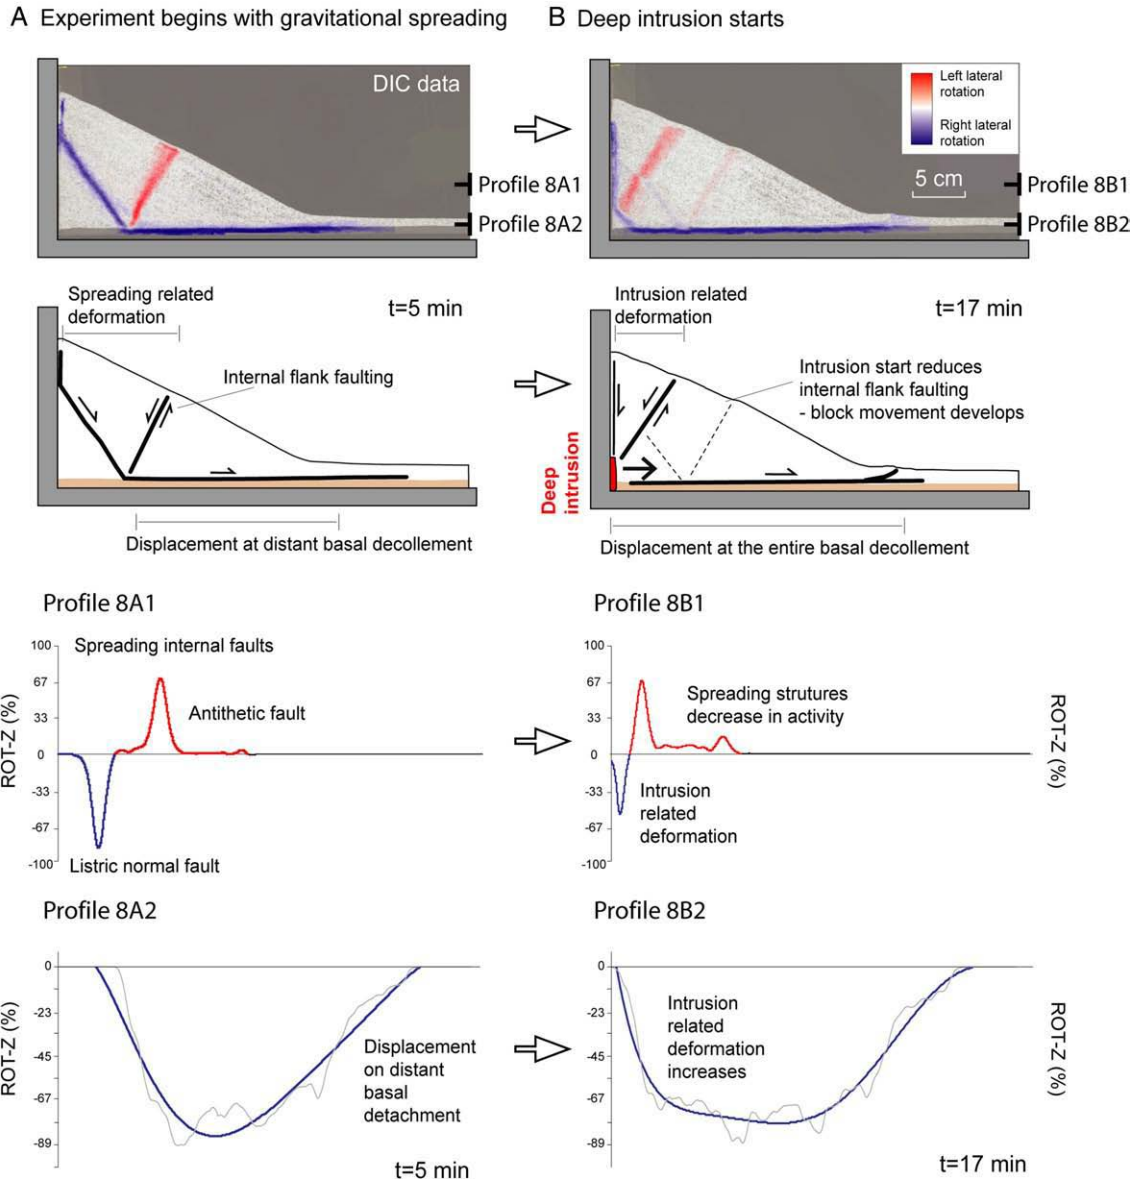 A Experiment begins with gravitational spreading
B Deep intrusion starts
DIC data
Left lateral
rotation
Right lateral
rotation
5 cm
Profile 8A1
Profile 8A2
Profile 8B1
Profile 8B2
Spreading related
deformation
t=5 min
Internal flank faulting
Displacement at distant basal decollement
Intrusion related
deformation
t=17 min
Intrusion start reduces
internal flank faulting
- block movement develops
Deep
intrusion
Displacement at the entire basal decollement
Profile 8A1
ROT-Z (%)
100
67
33
0
-33
-67
-100
Spreading internal faults
Antithetic fault
Listric normal fault
Profile 8B1
100
67
33
0
-33
-67
-100
Spreading strutures
decrease in activity
Intrusion
related
deformation
ROT-Z (%)
Profile 8A2
ROT-Z (%)
0
-23
-45
-67
-89
Displacement
on distant
basal
detachment
t=5 min
Profile 8B2
0
-23
-45
-67
-89
Intrusion
related
deformation
increases
ROT-Z (%)
t=17 min